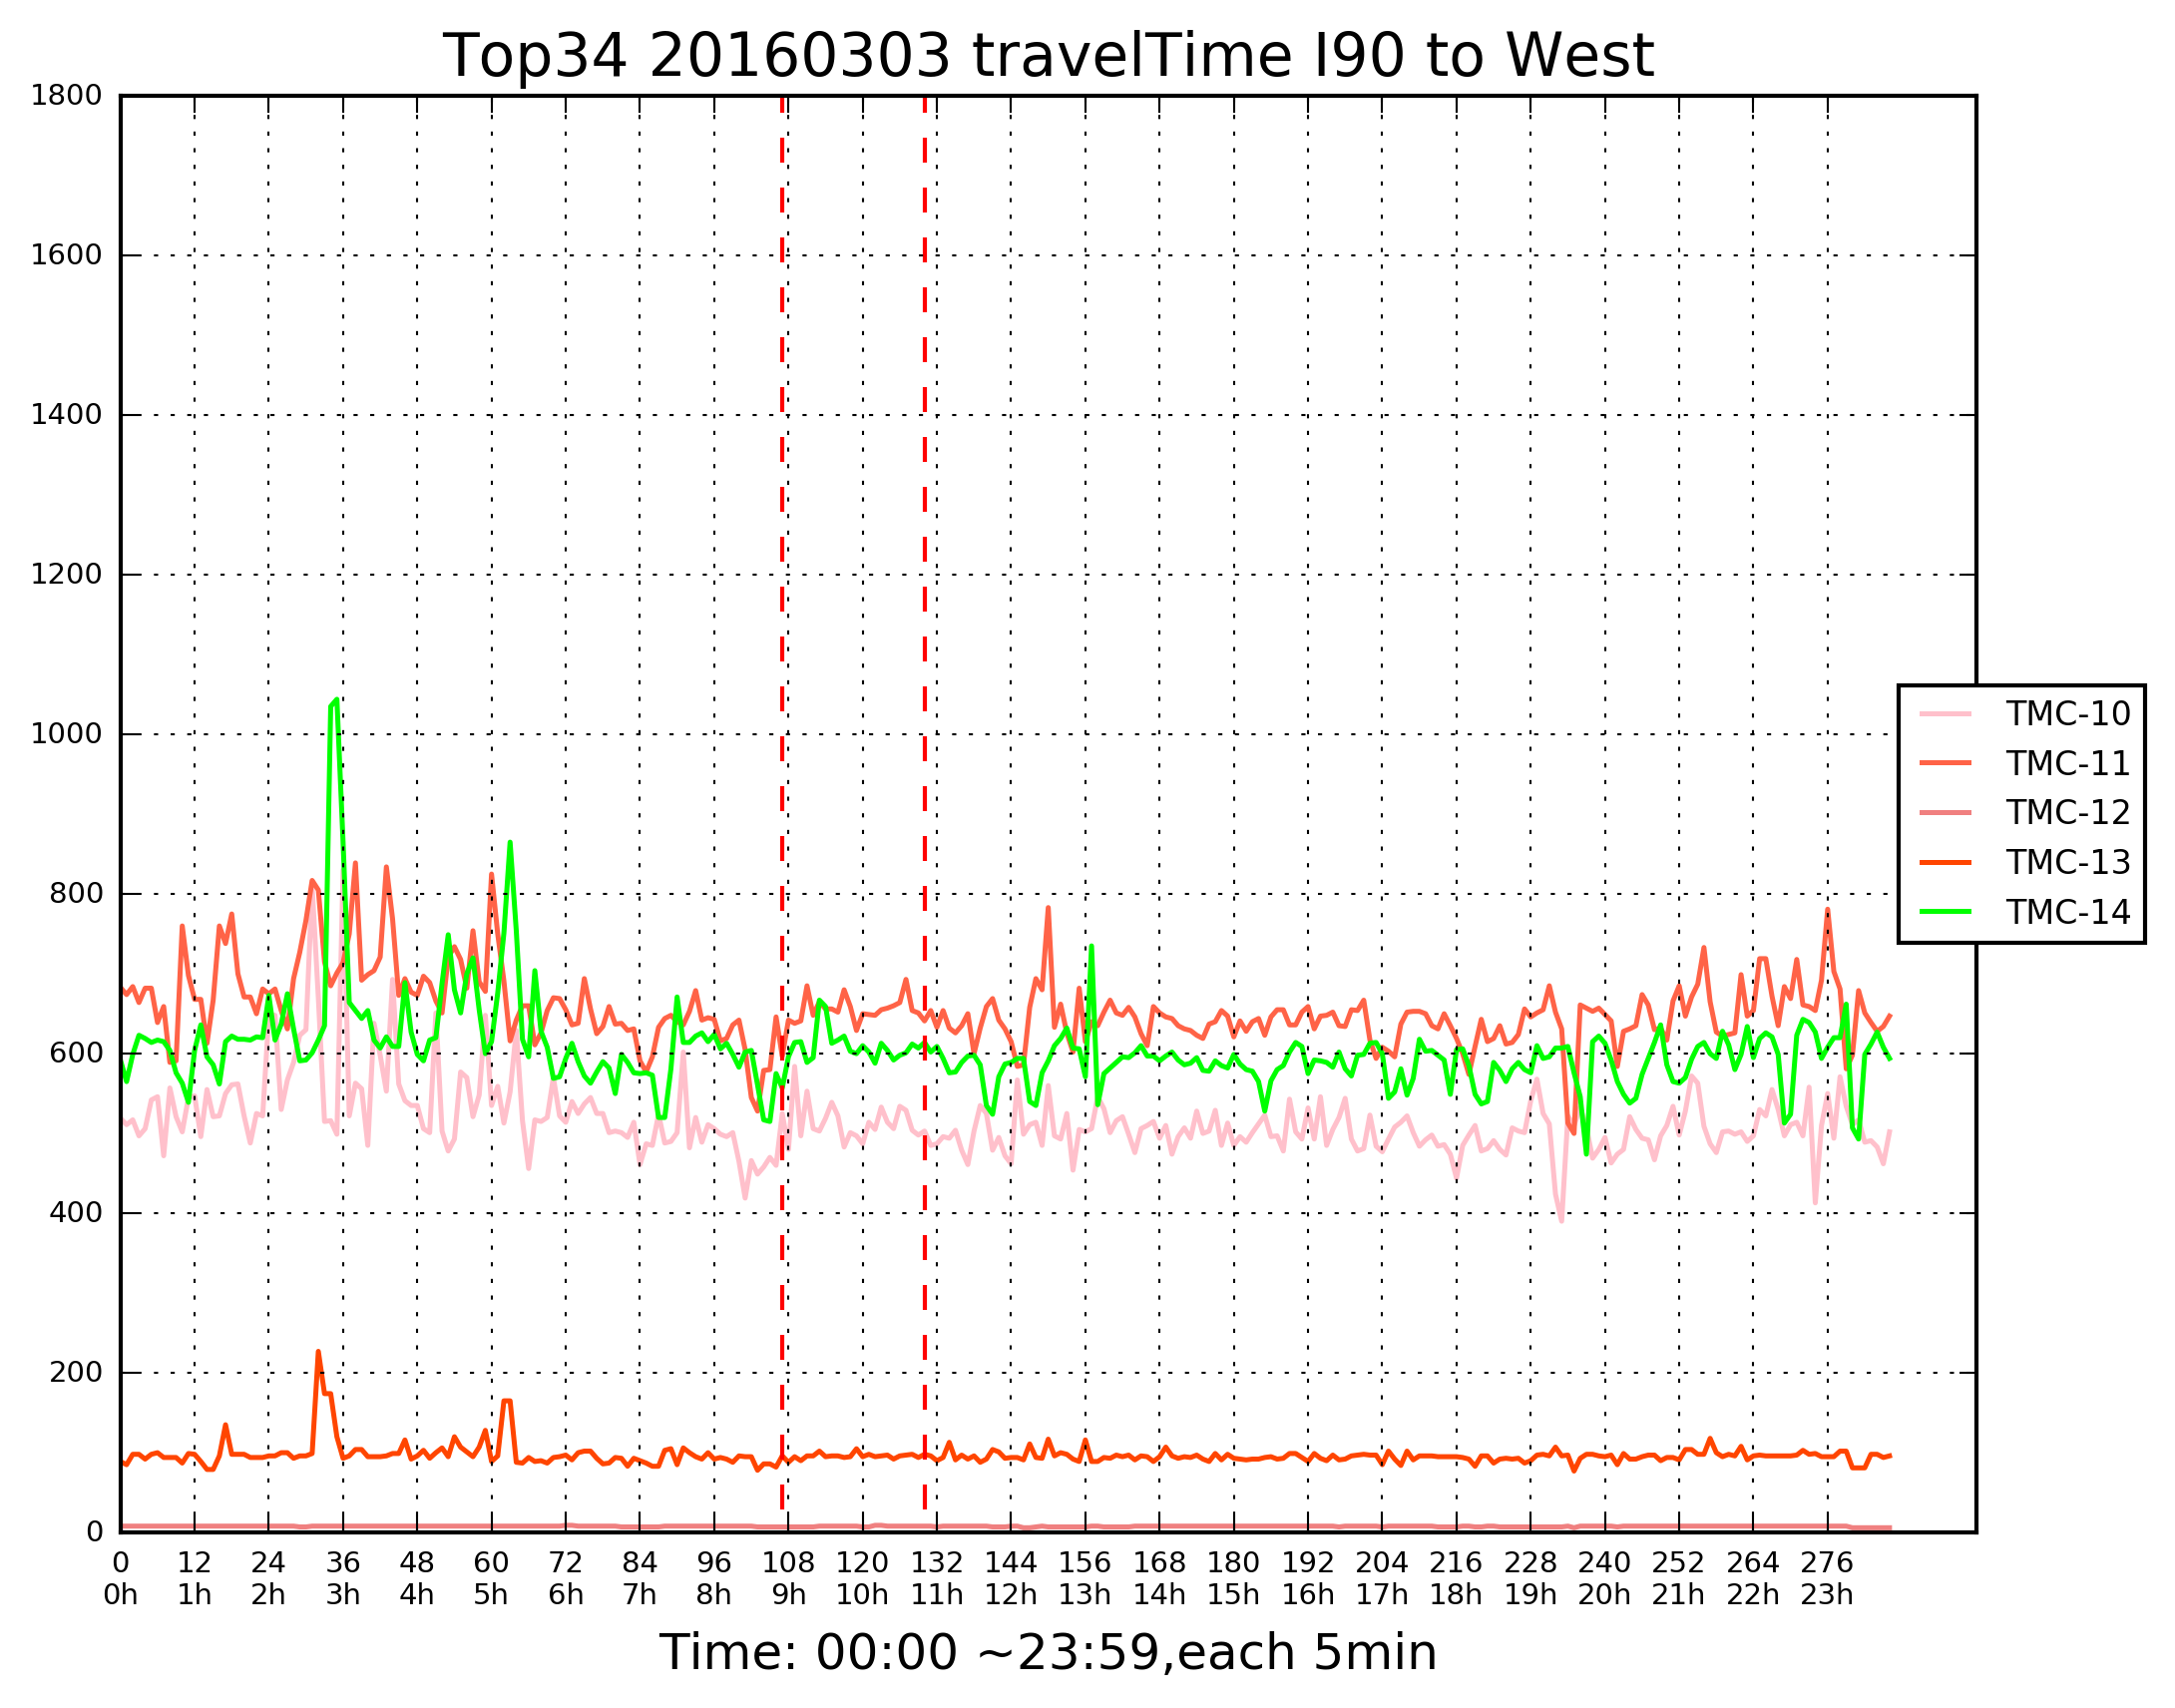 Top34 20160303 travelTime I90 to West
1800
1600
1400
1200
1000
800
600
400
200
0
TMC-10
TMC-11
TMC-12
TMC-13
TMC-14
0 12 24 36 48 60 72 84 96 108 120 132 144 156 168 180 192 204 216 228 240 252 264 276
0h 1h 2h 3h 4h 5h 6h 7h 8h 9h 10h 11h 12h 13h 14h 15h 16h 17h 18h 19h 20h 21h 22h 23h
Time: 00:00 ~23:59,each 5min